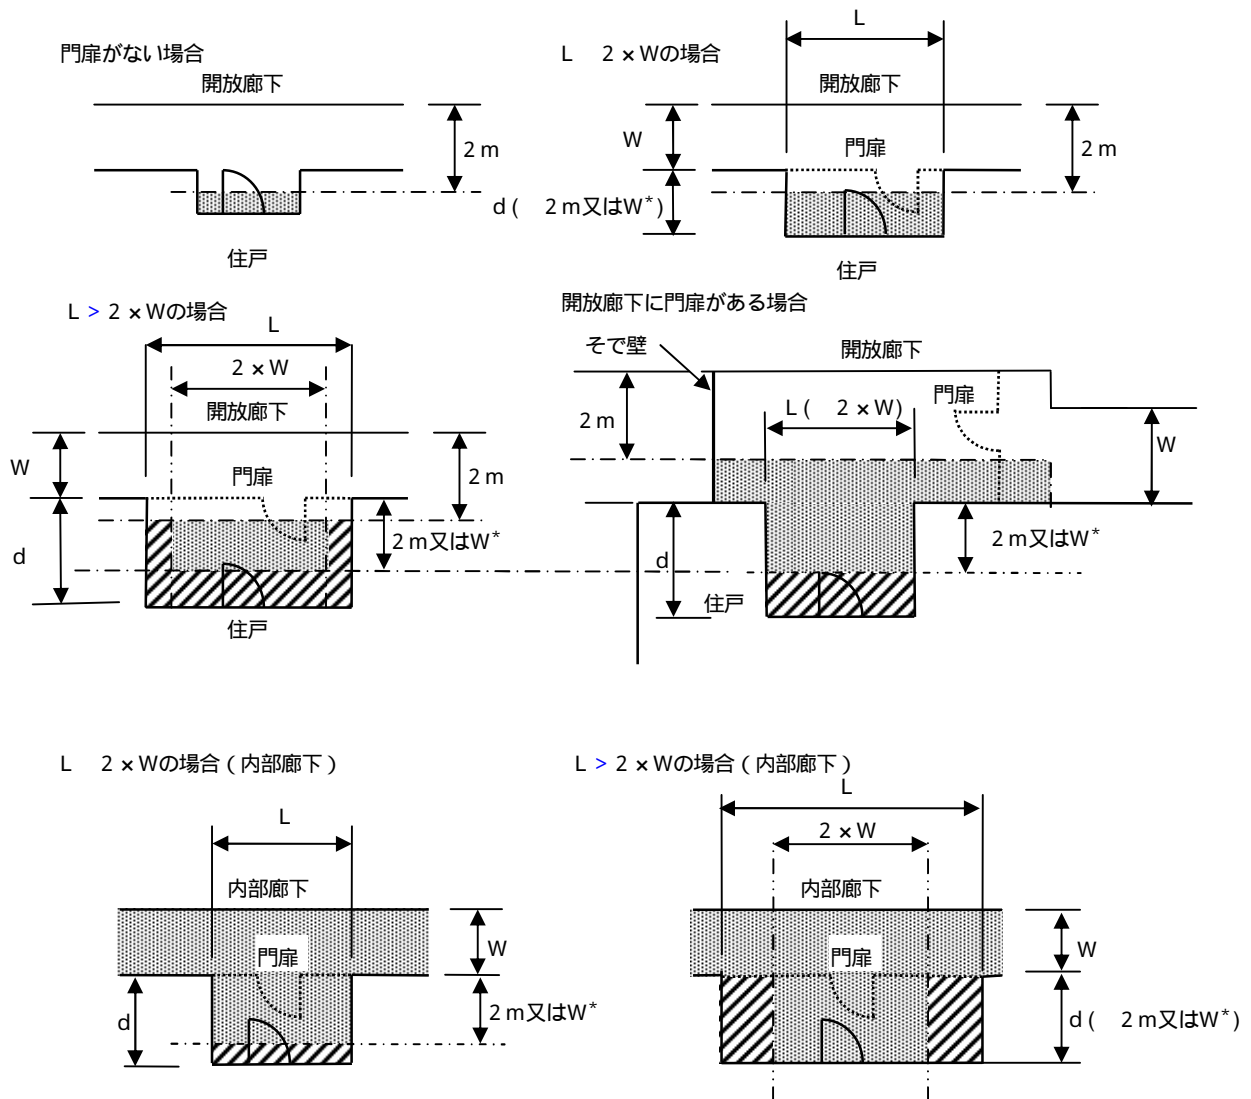 門扉がない場合
開放廊下
2 m
住戸
L 2 × Wの場合
L
開放廊下
W
門扉
2 m
d ( 2 m又はW*)
住戸
L > 2 × Wの場合
L
2 × W
開放廊下
W
門扉
2 m
d
2 m又はW*
住戸
開放廊下に門扉がある場合
そで壁
開放廊下
門扉
2 m
L ( 2 × W)
W
d
2 m又はW*
住戸
L 2 × Wの場合 ( 内部廊下 )
L
内部廊下
門扉
W
d
2 m又はW*
L > 2 × Wの場合 ( 内部廊下 )
L
2 × W
内部廊下
門扉
W
d ( 2 m又はW*)